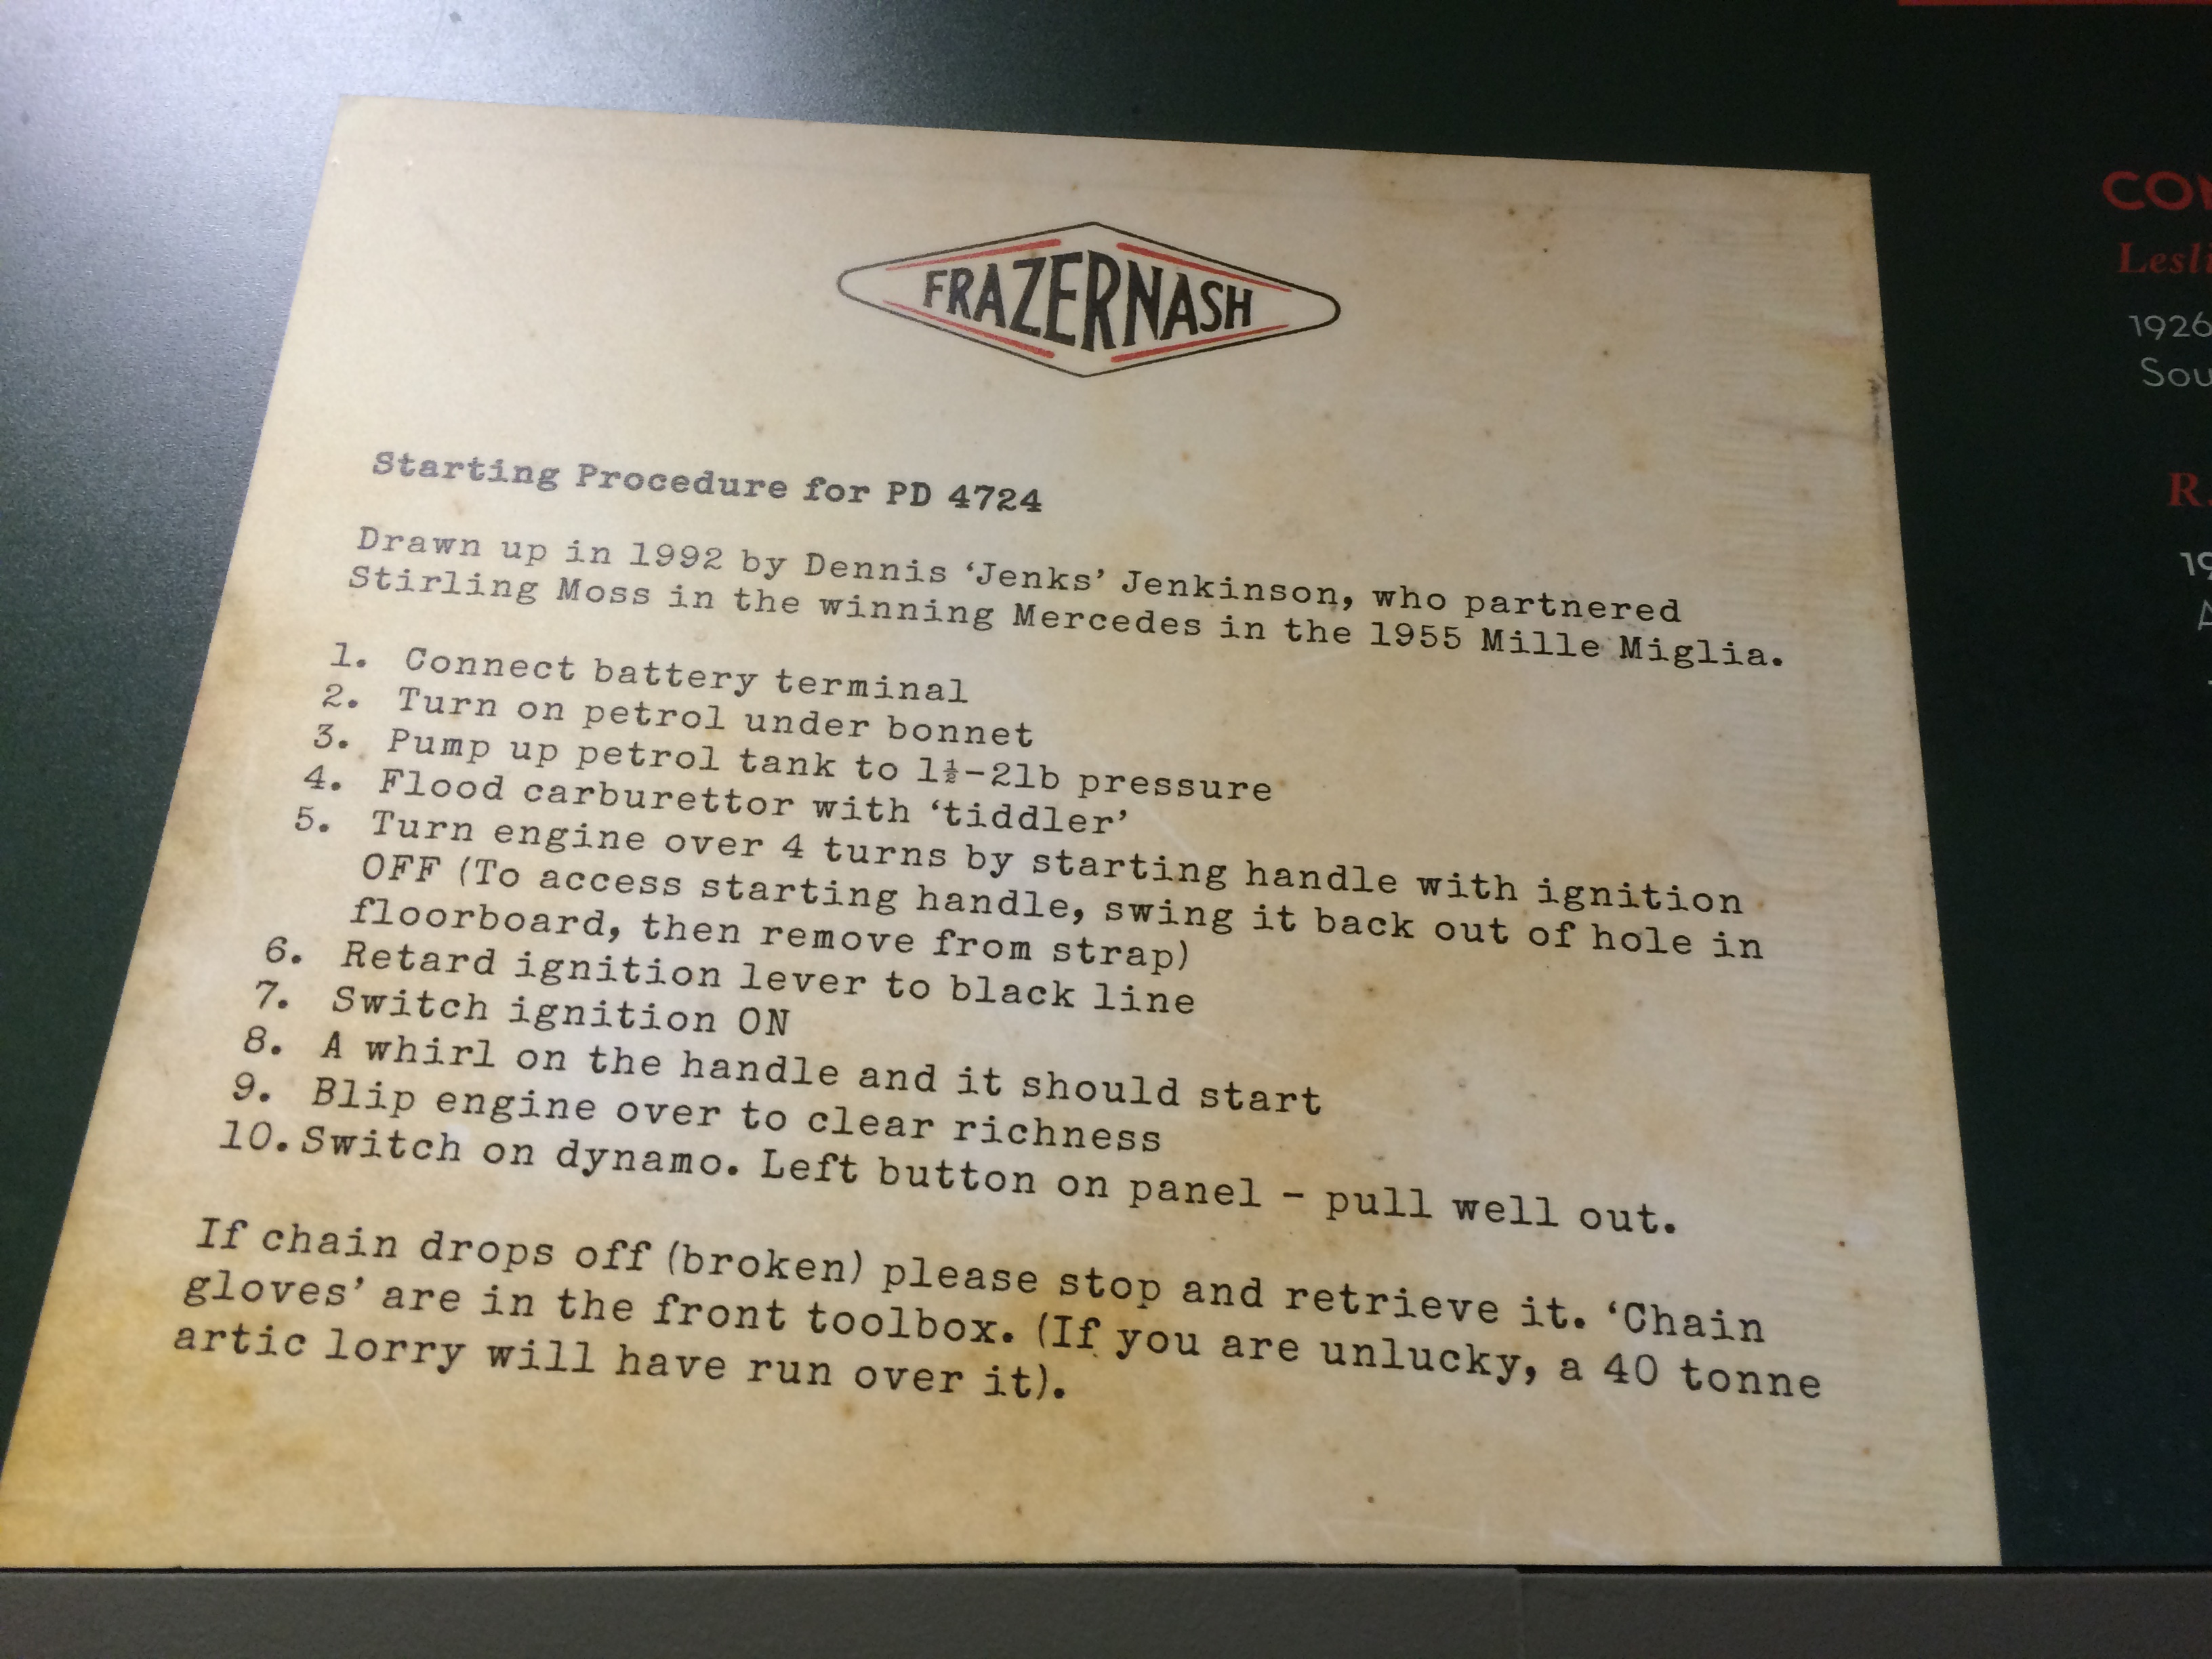 FRAZERNASH
Starting Procedure for PD 4724
Drawn up in 1992 by Dennis ‘Jenks’ Jenkinson, who partnered
Stirling Moss in the winning Mercedes in the 1955 Mille Miglia.
1. Connect battery terminal
2. Turn on petrol under bonnet
3. Pump up petrol tank to 1½-2lb pressure
4. Flood carburettor with ‘tiddler’
5. Turn engine over 4 turns by starting handle with ignition
OFF (To access starting handle, swing it back out of hole in
floorboard, then remove from strap)
6. Retard ignition lever to black line
7. Switch ignition ON
8. A whirl on the handle and it should start
9. Blip engine over to clear richness
10. Switch on dynamo. Left button on panel - pull well out.
If chain drops off (broken) please stop and retrieve it. ‘Chain
gloves’ are in the front toolbox. (If you are unlucky, a 40 tonne
artic lorry will have run over it).
1926
R.